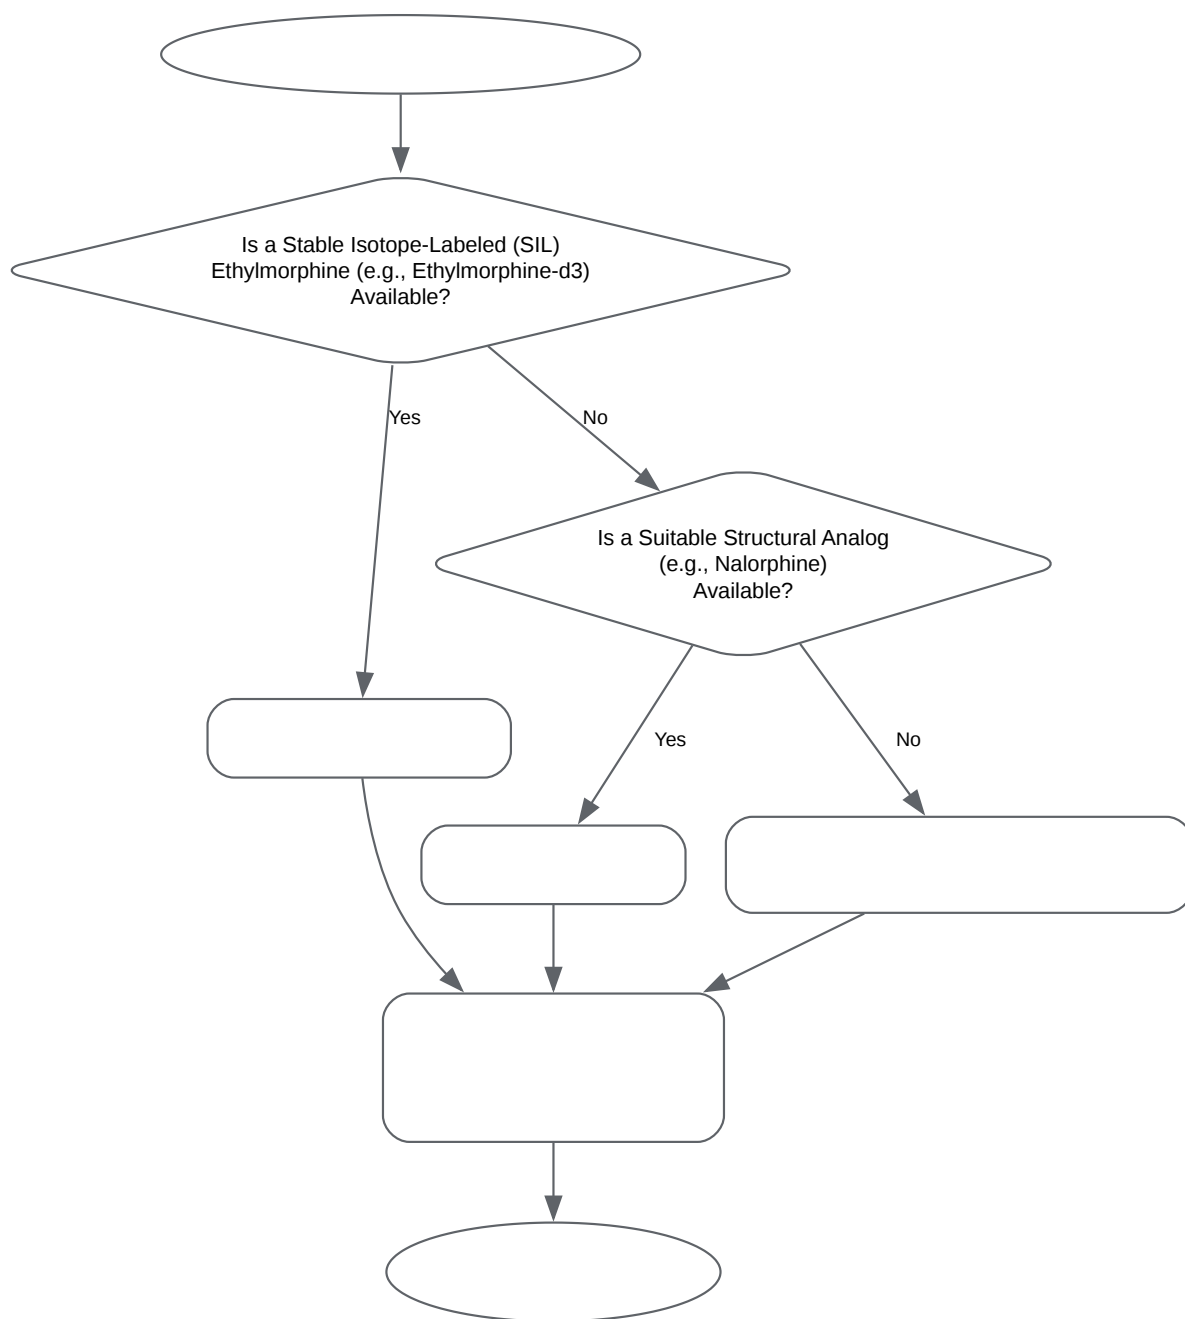 Is a Stable Isotope-Labeled (SIL)
Ethylmorphine (e.g., Ethylmorphine-d3)
Available?
Yes
No
Is a Suitable Structural Analog
(e.g., Nalorphine)
Available?
Yes
No